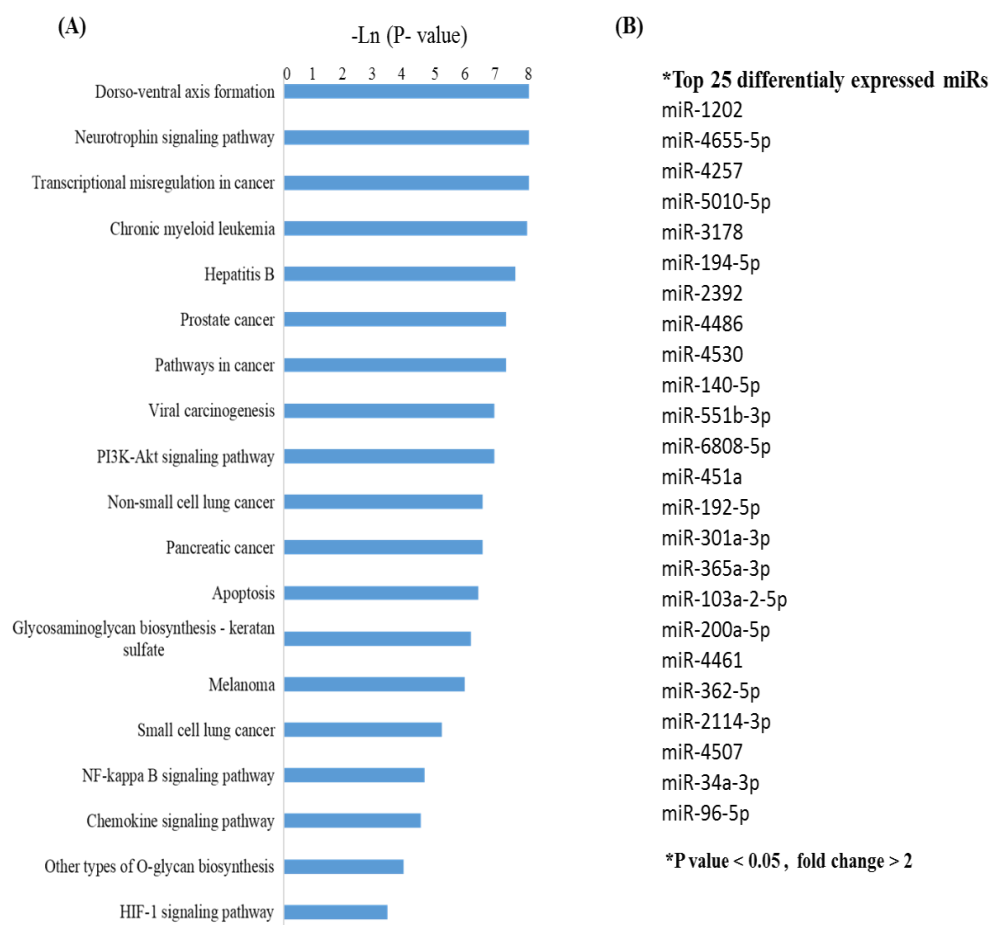 (A)
-Ln (P- value)
0 1 2 3 4 5 6 7 8
Dorso-ventral axis formation
Neurotrophin signaling pathway
Transcriptional misregulation in cancer
Chronic myeloid leukemia
Hepatitis B
Prostate cancer
Pathways in cancer
Viral carcinogenesis
PI3K-Akt signaling pathway
Non-small cell lung cancer
Pancreatic cancer
Apoptosis
Glycosaminoglycan biosynthesis - keratan
sulfate
Melanoma
Small cell lung cancer
NF-kappa B signaling pathway
Chemokine signaling pathway
Other types of O-glycan biosynthesis
HIF-1 signaling pathway
(B)
*Top 25 differentialy expressed miRs
miR-1202
miR-4655-5p
miR-4257
miR-5010-5p
miR-3178
miR-194-5p
miR-2392
miR-4486
miR-4530
miR-140-5p
miR-551b-3p
miR-6808-5p
miR-451a
miR-192-5p
miR-301a-3p
miR-365a-3p
miR-103a-2-5p
miR-200a-5p
miR-4461
miR-362-5p
miR-2114-3p
miR-4507
miR-34a-3p
miR-96-5p
*P value < 0.05 , fold change > 2